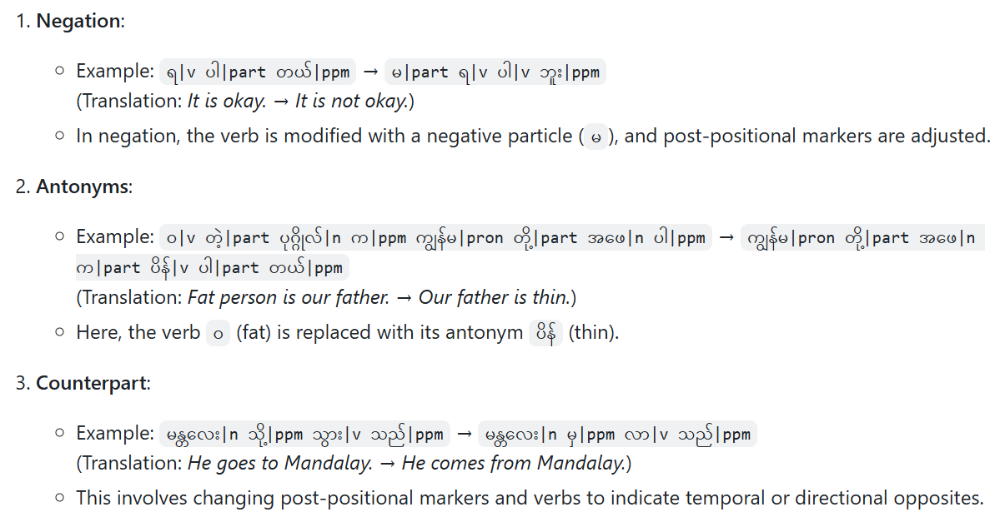 1. Negation:
○ Example: ရ|v ပါ|part တယ်|ppm → မ|part ရ|v ပါ|v ဘူး|ppm
(Translation: It is okay. → It is not okay.)
○ In negation, the verb is modified with a negative particle ( မ ), and post-positional markers are adjusted.
2. Antonyms:
○ Example: ဝ|v တဲ့|part ပုဂ္ဂိုလ်|n က|ppm ကျွန်မ|pron တို့|part အဖေ|n ပါ|ppm → ကျွန်မ|pron တို့|part အဖေ|n
က|part ပိန်|v ပါ|part တယ်|ppm
(Translation: Fat person is our father. → Our father is thin.)
○ Here, the verb ဝ (fat) is replaced with its antonym ပိန် (thin).
3. Counterpart:
○ Example: မန္တလေး|n သို့|ppm သွား|v သည်|ppm → မန္တလေး|n မှ|ppm လာ|v သည်|ppm
(Translation: He goes to Mandalay. → He comes from Mandalay.)
○ This involves changing post-positional markers and verbs to indicate temporal or directional opposites.